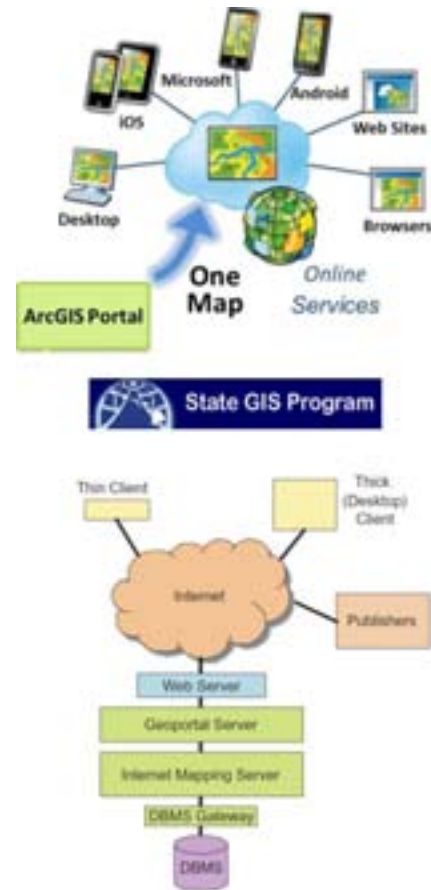 Microsoft
Android
iOS
Web Sites
Desktop
Browsers
One
Map
Online
Services
ArcGIS Portal
State GIS Program
Thin Client
Thick
(Desktop)
Client
Internet
Publishers
Web Server
Geoportal Server
Internet Mapping Server
DBMS Gateway
DBMS